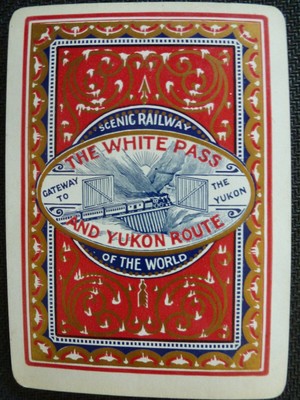 SCENIC RAILWAY
THE WHITE PASS
GATEWAY TO
THE YUKON
AND YUKON ROUTE
OF THE WORLD